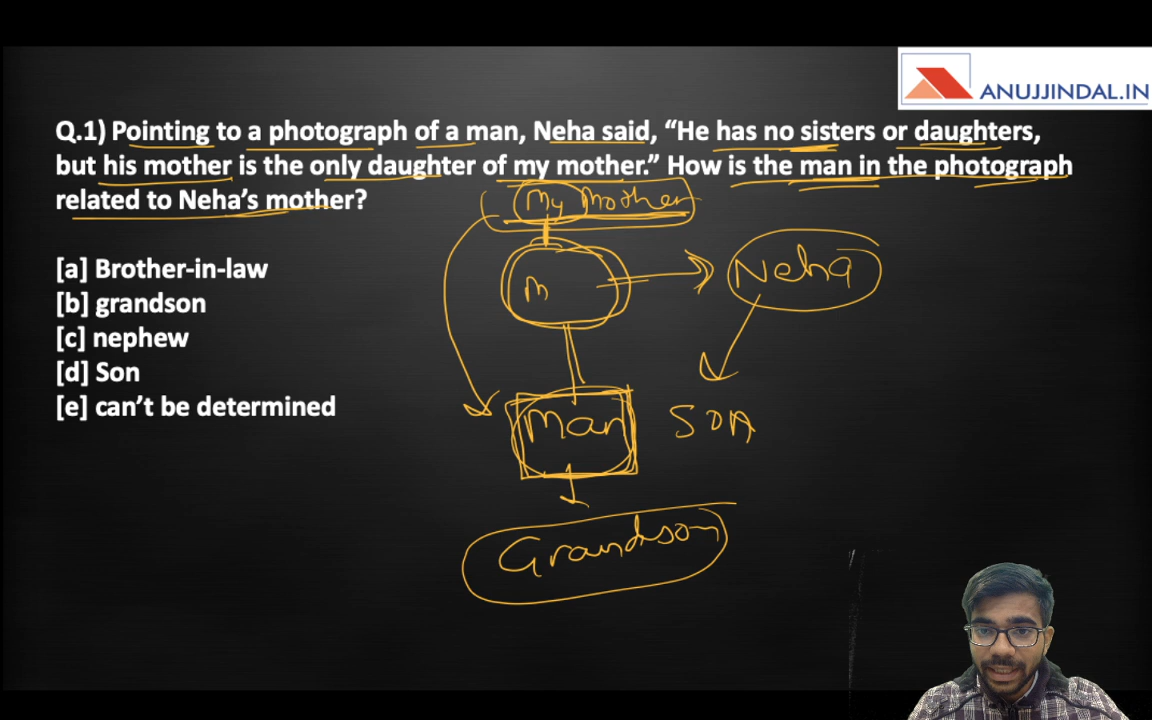 ANUJJINDAL.IN
Q.1) Pointing to a photograph of a man, Neha said, “He has no sisters or daughters,
but his mother is the only daughter of my mother.” How is the man in the photograph
related to Neha’s mother?
My Mother
[a] Brother-in-law
Neha
[b] grandson
M
[c] nephew
[d] Son
[e] can’t be determined
Man
SON
Grandson